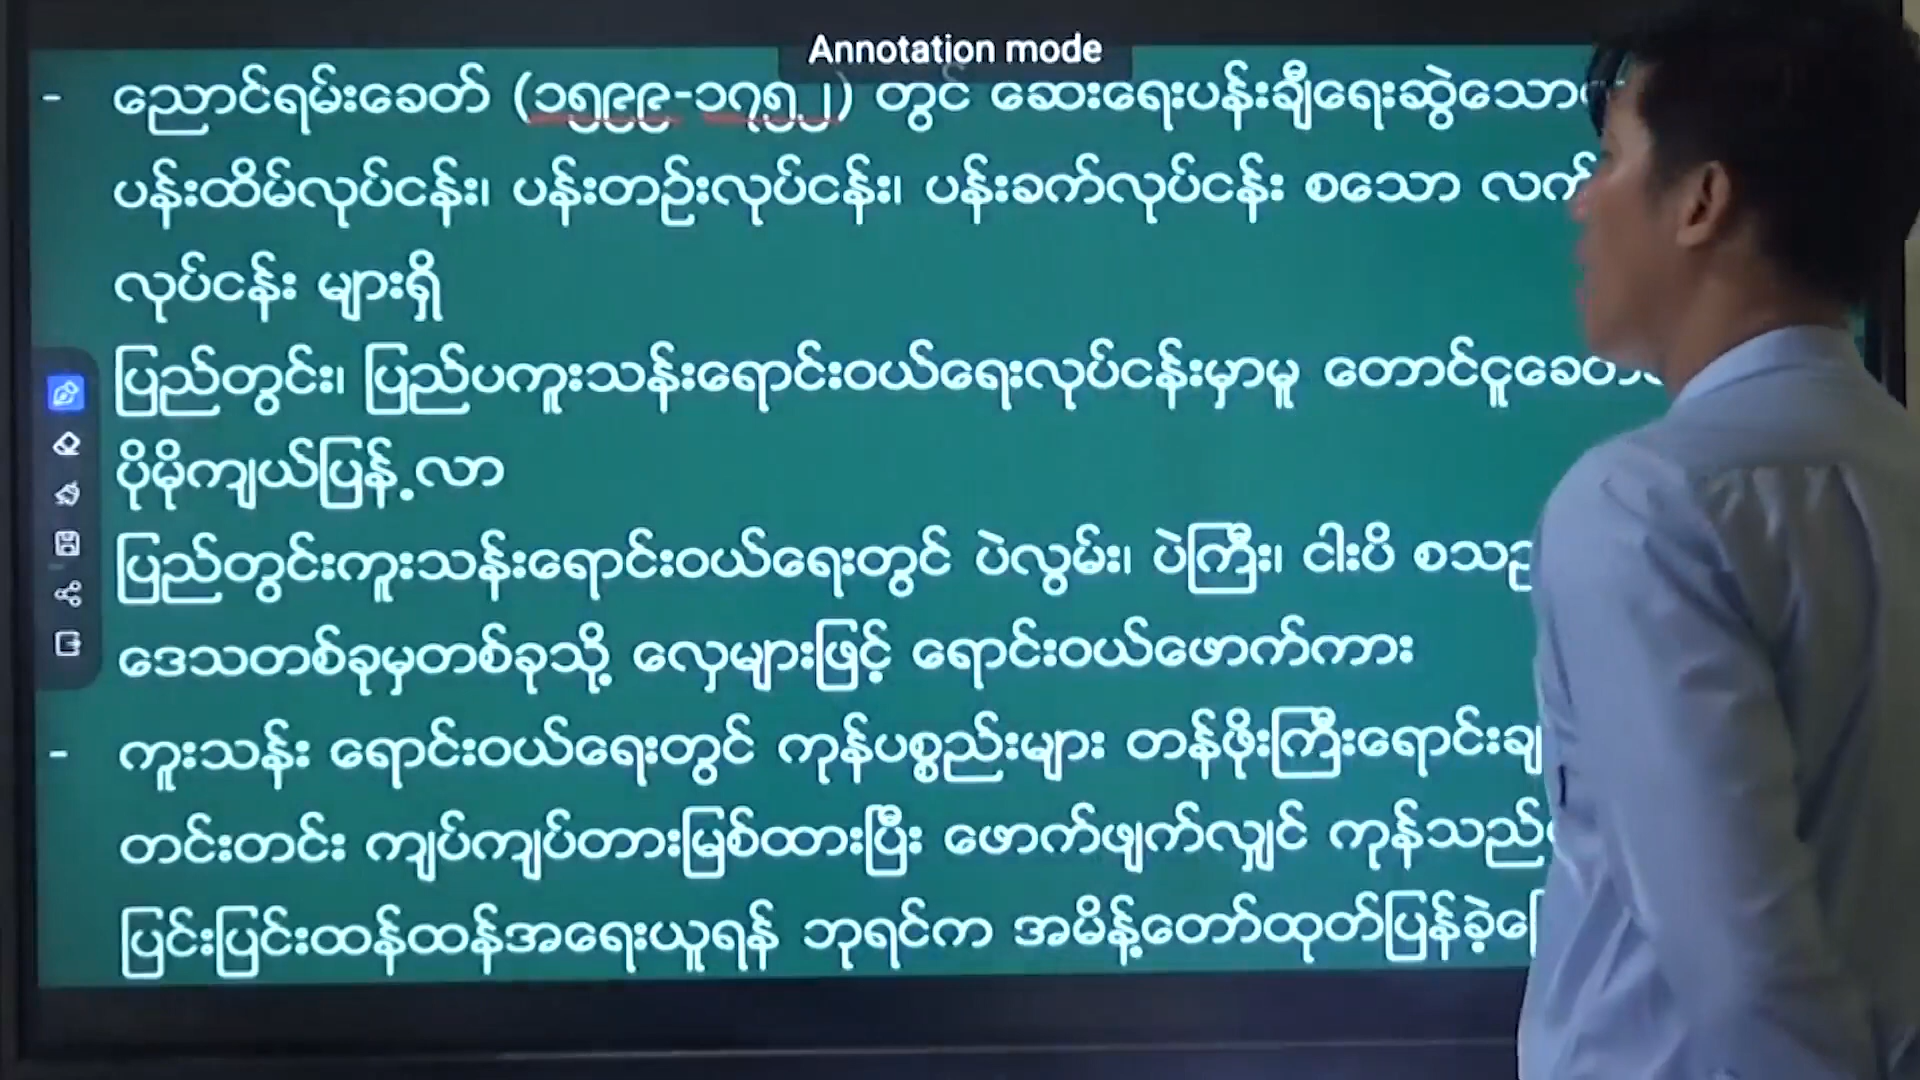 Annotation mode
- ညောင်ရမ်းခေတ် (၁၅၉၉-၁၇၅၂) တွင် ဆေးရေးပန်းချီရေးဆွဲသော
ပန်းထိမ်လုပ်ငန်း၊ ပန်းတဉ်းလုပ်ငန်း၊ ပန်းခက်လုပ်ငန်း စသော လက်
လုပ်ငန်း များရှိ
ပြည်တွင်း၊ ပြည်ပကူးသန်းရောင်းဝယ်ရေးလုပ်ငန်းမှာမူ တောင်ငူခေတ်
ပိုမိုကျယ်ပြန့်လာ
ပြည်တွင်းကူးသန်းရောင်းဝယ်ရေးတွင် ပဲလွမ်း၊ ပဲကြီး၊ ငါးပိ
ဒေသတစ်ခုမှတစ်ခုသို့ လှေများဖြင့် ရောင်းဝယ်ဖောက်ကား
- ကူးသန်း ရောင်းဝယ်ရေးတွင် ကုန်ပစ္စည်းများ တန်ဖိုးကြီးရောင်းချ
တင်းတင်း ကျပ်ကျပ်တားမြစ်ထားပြီး ဖောက်ဖျက်လျှင် ကုန်သည်
ပြင်းပြင်းထန်ထန်အရေးယူရန် ဘုရင်က အမိန့်တော်ထုတ်ပြန်ခဲ့